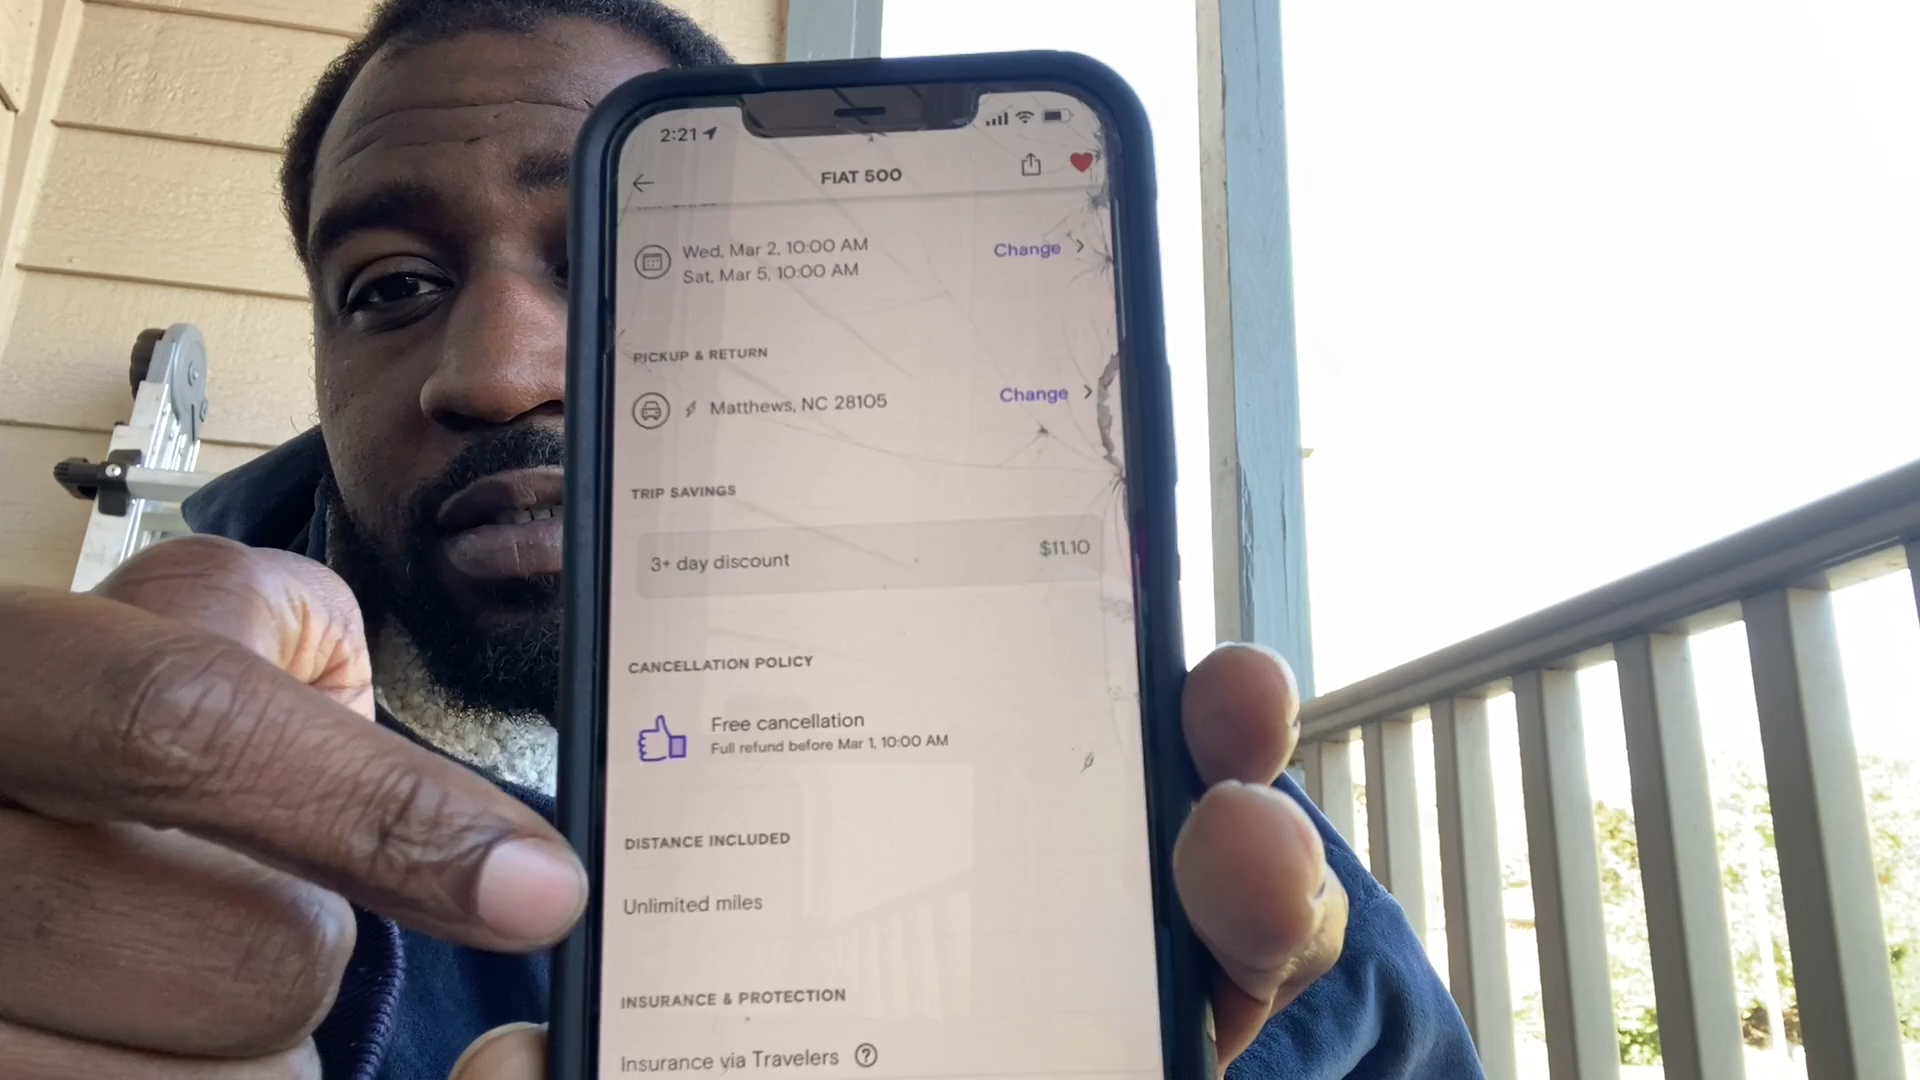 2:21
FIAT 500
Wed, Mar 2, 10:00 AM
Sat, Mar 5, 10:00 AM
Change
PICKUP & RETURN
Matthews, NC 28105
Change
TRIP SAVINGS
3+ day discount
$11.10
CANCELLATION POLICY
Free cancellation
Full refund before Mar 1, 10:00 AM
DISTANCE INCLUDED
Unlimited miles
INSURANCE & PROTECTION
Insurance via Travelers ?